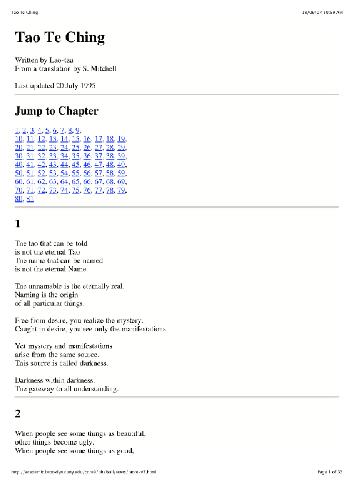 Tao Te Ching
Tao Te Ching
Written by Lao-tzu
From a translation by S. Mitchell
Last updated 20 July 1995
Jump to Chapter
1, 2, 3, 4, 5, 6, 7, 8, 9,
10, 11, 12, 13, 14, 15, 16, 17, 18, 19,
20, 21, 22, 23, 24, 25, 26, 27, 28, 29,
30, 31, 32, 33, 34, 35, 36, 37, 38, 39,
40, 41, 42, 43, 44, 45, 46, 47, 48, 49,
50, 51, 52, 53, 54, 55, 56, 57, 58, 59,
60, 61, 62, 63, 64, 65, 66, 67, 68, 69,
70, 71, 72, 73, 74, 75, 76, 77, 78, 79,
80, 81
1
The tao that can be told
is not the eternal Tao
The name that can be named
is not the eternal Name.
The unnamable is the eternally real.
Naming is the origin
of all particular things.
Free from desire, you realize the mystery.
Caught in desire, you see only the manifestations.
Yet mystery and manifestations
arise from the same source.
This source is called darkness.
Darkness within darkness.
The gateway to all understanding.
2
When people see some things as beautiful,
other things become ugly.
When people see some things as good,